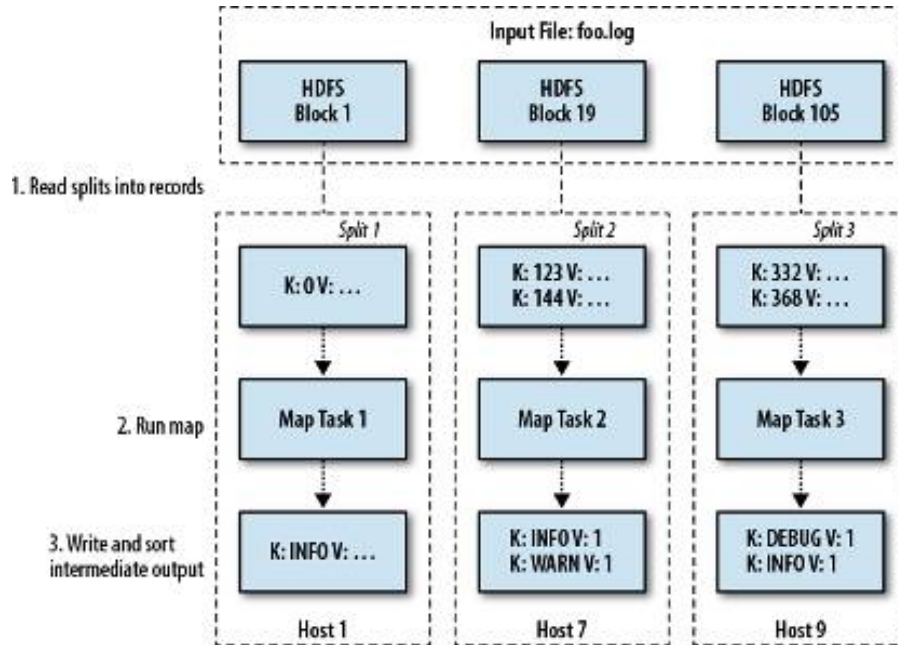 Input File: foo.log
HDFS
Block 1
HDFS
Block 19
HDFS
Block 105
1. Read splits into records
Split 1
Split 2
Split 3
K: 0 V: ...
K: 123 V: ...
K: 144 V: ...
K: 332 V: ...
K: 368 V: ...
2. Run map
Map Task 1
Map Task 2
Map Task 3
3. Write and sort
intermediate output
K: INFO V: ...
K: INFO V: 1
K: WARN V: 1
K: DEBUG V: 1
K: INFO V: 1
Host 1
Host 7
Host 9